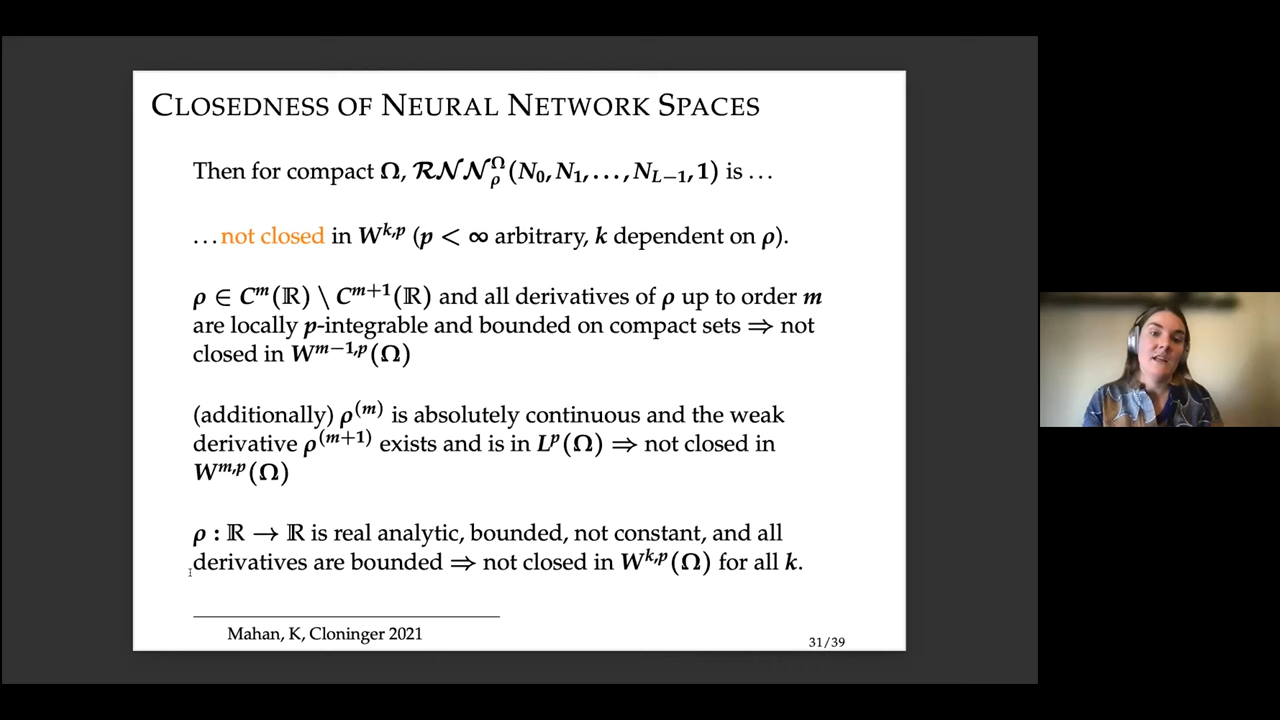 CLOSEDNESS OF NEURAL NETWORK SPACES
Then for compact Ω, 𝓡𝓝𝓝^Ω_ρ(N_0, N_1, …, N_{L−1}, 1) is …
…not closed in W^{k,p} (p < ∞ arbitrary, k dependent on ρ).
ρ ∈ C^m(ℝ) \ C^{m+1}(ℝ) and all derivatives of ρ up to order m
are locally p-integrable and bounded on compact sets ⇒ not
closed in W^{m−1,p}(Ω)
(additionally) ρ^{(m)} is absolutely continuous and the weak
derivative ρ^{(m+1)} exists and is in L^p(Ω) ⇒ not closed in
W^{m,p}(Ω)
ρ : ℝ → ℝ is real analytic, bounded, not constant, and all
derivatives are bounded ⇒ not closed in W^{k,p}(Ω) for all k.
Mahan, K, Cloninger 2021
31/39